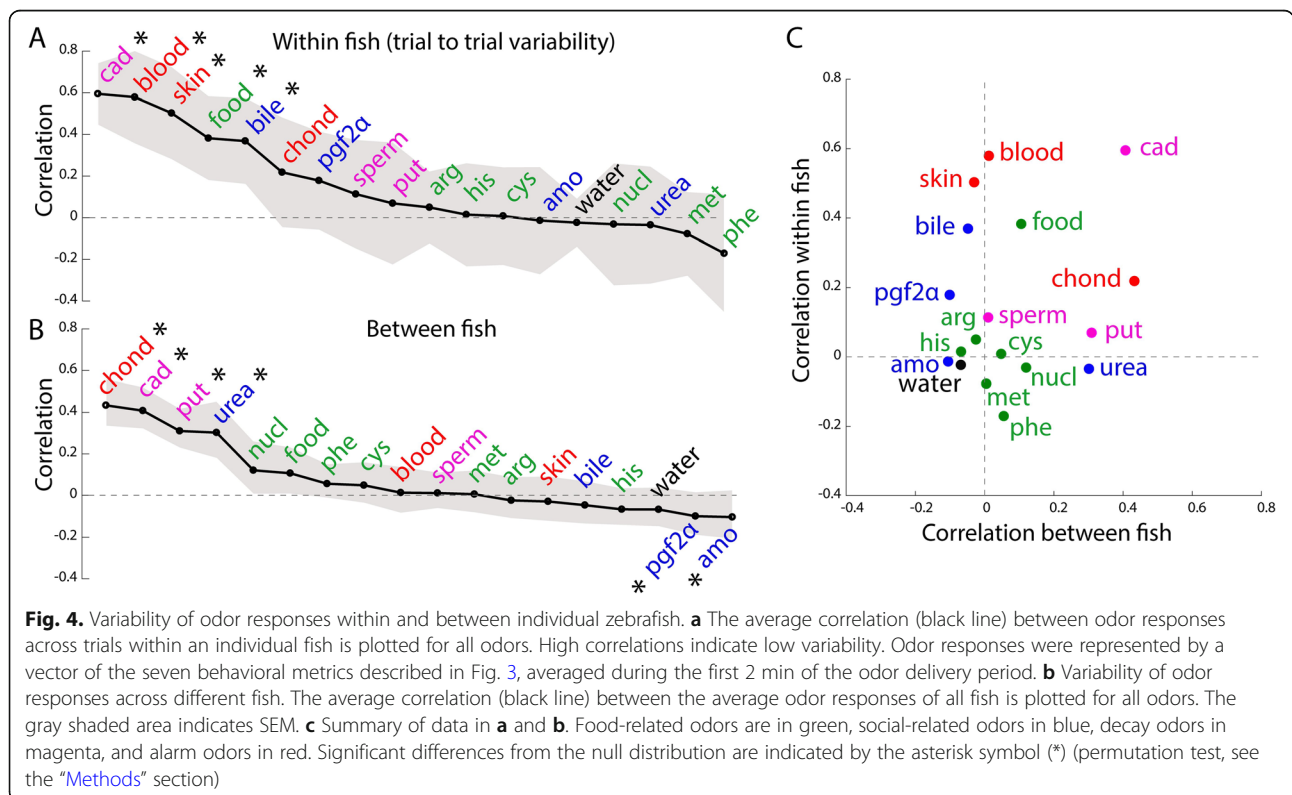 A
Within fish (trial to trial variability)
0.8
0.6
0.4
0.2
0
-0.2
-0.4
Correlation
cad *
blood *
skin *
food *
bile *
chond
pgf2α
sperm
put
arg
his
cys
amo
water
nucl
urea
met
phe
B
Between fish
0.8
0.6
0.4
0.2
0
-0.2
-0.4
Correlation
chond *
cad *
put *
urea *
nucl
food
phe
cys
blood
sperm
met
arg
skin
bile
his
water
* pgf2α
* amo
C
0.8
0.6
0.4
0.2
0
-0.2
-0.4
Correlation within fish
blood
cad
skin
bile
food
chond
pgf2α
arg
sperm
put
his
cys
amo
water
nucl
urea
met
phe
-0.4 -0.2 0 0.2 0.4 0.6 0.8
Correlation between fish
Fig. 4. Variability of odor responses within and between individual zebrafish. a The average correlation (black line) between odor responses
across trials within an individual fish is plotted for all odors. High correlations indicate low variability. Odor responses were represented by a
vector of the seven behavioral metrics described in Fig. 3, averaged during the first 2 min of the odor delivery period. b Variability of odor
responses across different fish. The average correlation (black line) between the average odor responses of all fish is plotted for all odors. The
gray shaded area indicates SEM. c Summary of data in a and b. Food-related odors are in green, social-related odors in blue, decay odors in
magenta, and alarm odors in red. Significant differences from the null distribution are indicated by the asterisk symbol (*) (permutation test, see
the “Methods” section)